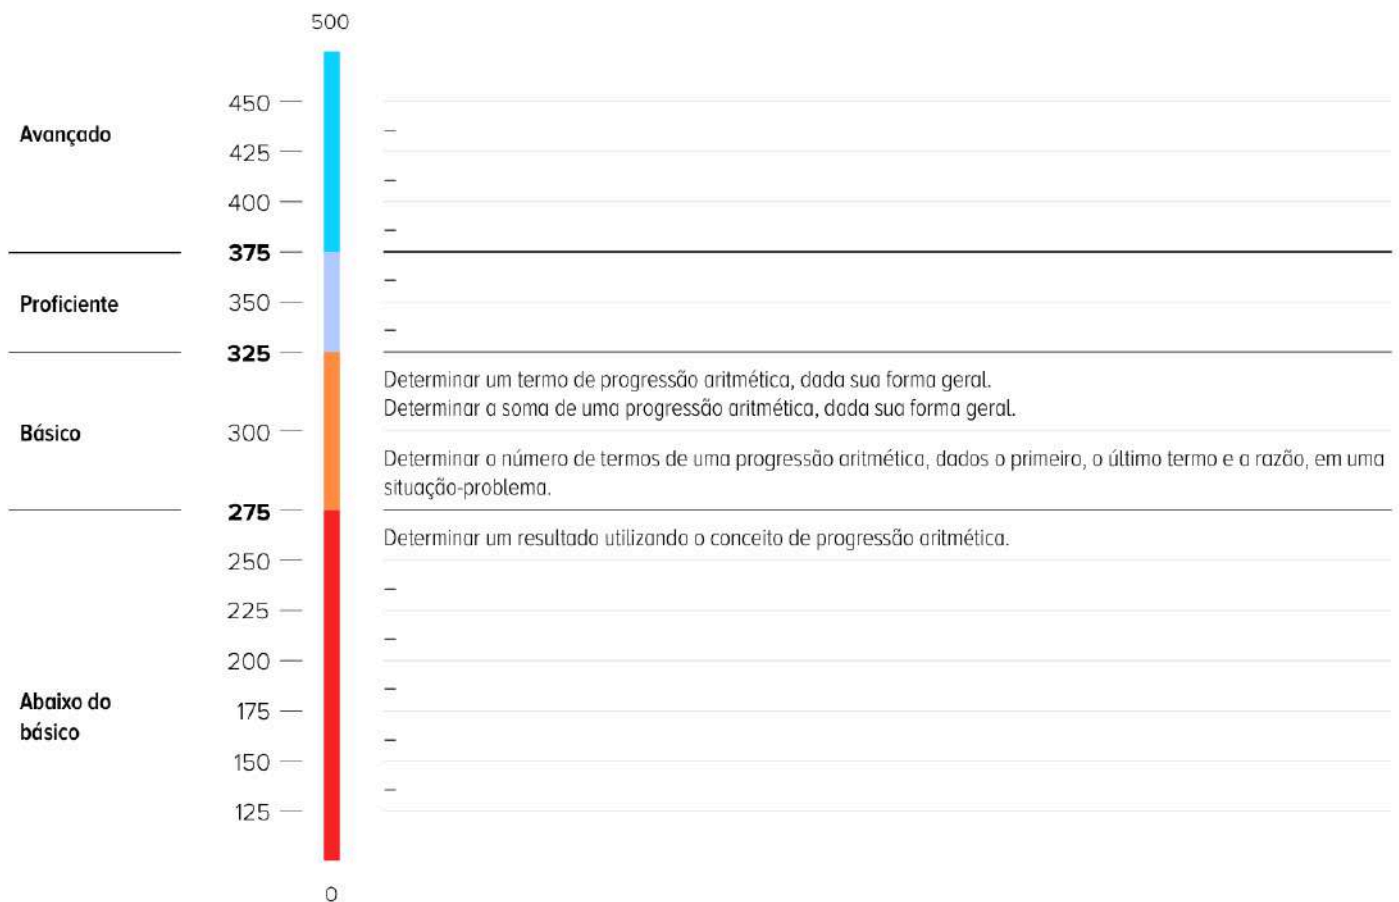 500
450
–
Avançado
425
–
400
–
375
–
Proficiente
350
–
325
Determinar um termo de progressão aritmética, dada sua forma geral.
Determinar a soma de uma progressão aritmética, dada sua forma geral.
Básico
300
Determinar o número de termos de uma progressão aritmética, dados o primeiro, o último termo e a razão, em uma
situação-problema.
275
Determinar um resultado utilizando o conceito de progressão aritmética.
250
–
225
–
200
–
Abaixo do
básico
175
–
150
–
125
0